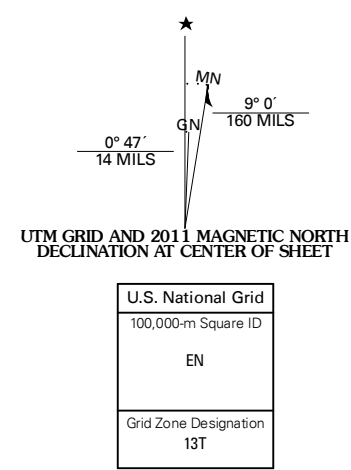 MN
GN
9° 0´
160 MILS
0° 47´
14 MILS
UTM GRID AND 2011 MAGNETIC NORTH
DECLINATION AT CENTER OF SHEET
U.S. National Grid
100,000-m Square ID
EN
Grid Zone Designation
13T